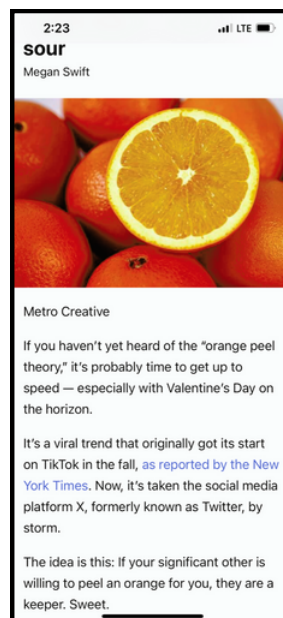 2:23 LTE
sour
Megan Swift
Metro Creative
If you haven’t yet heard of the “orange peel
theory,” it’s probably time to get up to
speed — especially with Valentine’s Day on
the horizon.
It’s a viral trend that originally got its start
on TikTok in the fall, as reported by the New
York Times. Now, it’s taken the social media
platform X, formerly known as Twitter, by
storm.
The idea is this: If your significant other is
willing to peel an orange for you, they are a
keeper. Sweet.